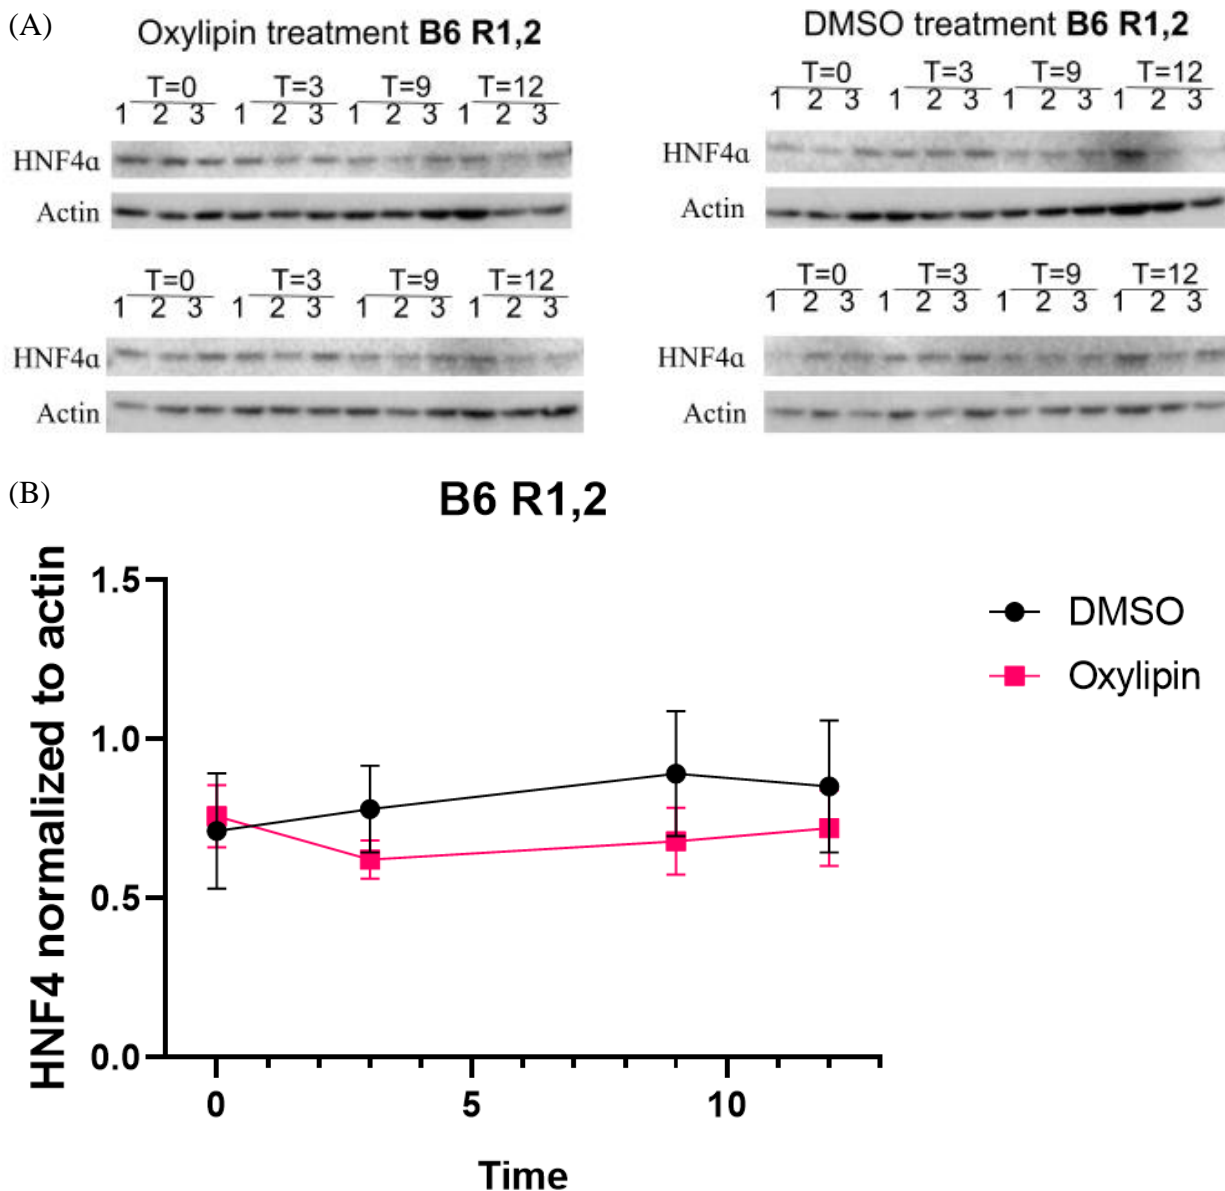 (A)
Oxylipin treatment B6 R1,2
T=0 T=3 T=9 T=12
1 2 3 1 2 3 1 2 3 1 2 3
HNF4α
Actin
T=0 T=3 T=9 T=12
1 2 3 1 2 3 1 2 3 1 2 3
HNF4α
Actin
DMSO treatment B6 R1,2
T=0 T=3 T=9 T=12
1 2 3 1 2 3 1 2 3 1 2 3
HNF4α
Actin
T=0 T=3 T=9 T=12
1 2 3 1 2 3 1 2 3 1 2 3
HNF4α
Actin
(B)
B6 R1,2
HNF4 normalized to actin
1.5
1.0
0.5
0.0
0 5 10
Time
DMSO
Oxylipin